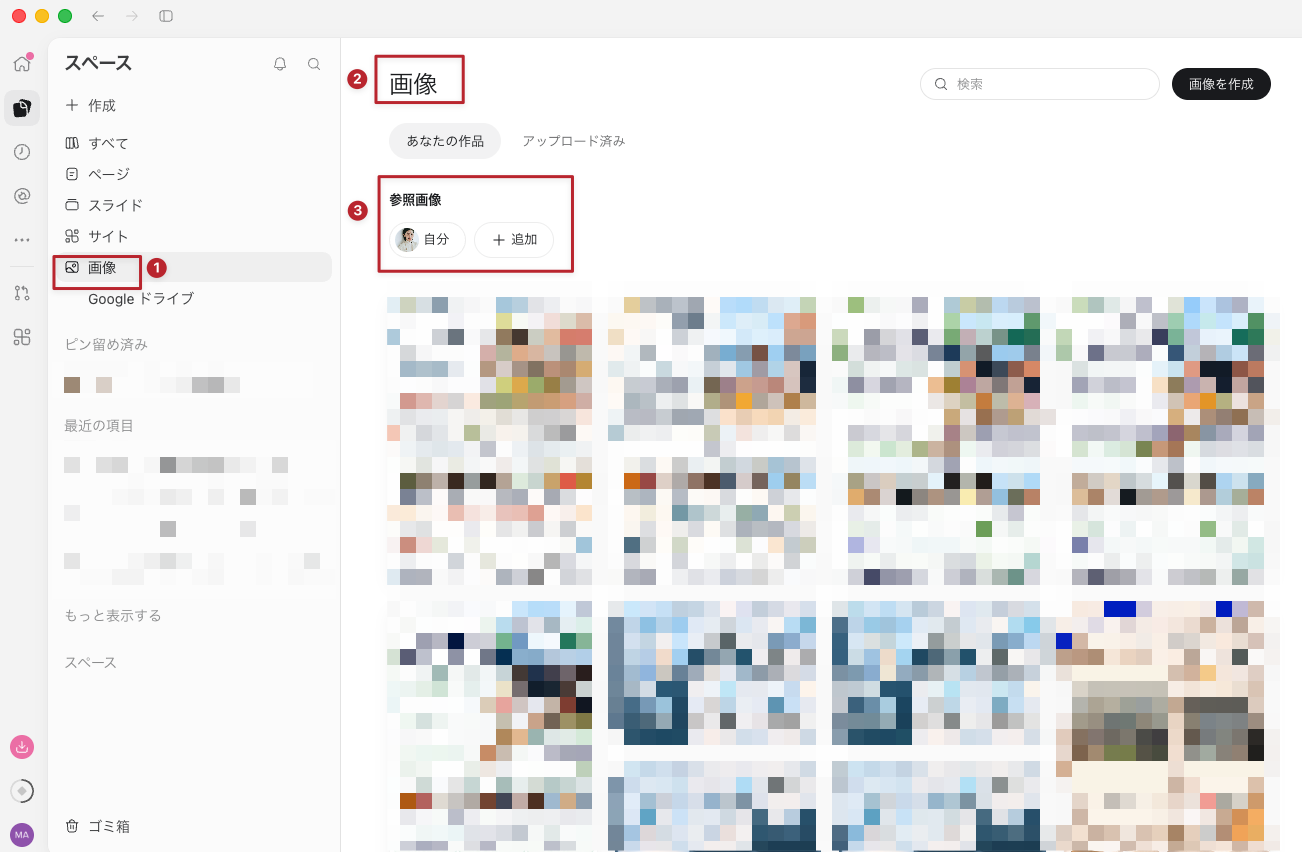 スペース
作成
すべて
ページ
スライド
サイト
画像
1
Google ドライブ
ピン留め済み
最近の項目
もっと表示する
スペース
ゴミ箱
MA
2
画像
検索
画像を作成
あなたの作品
アップロード済み
3
参照画像
自分
追加